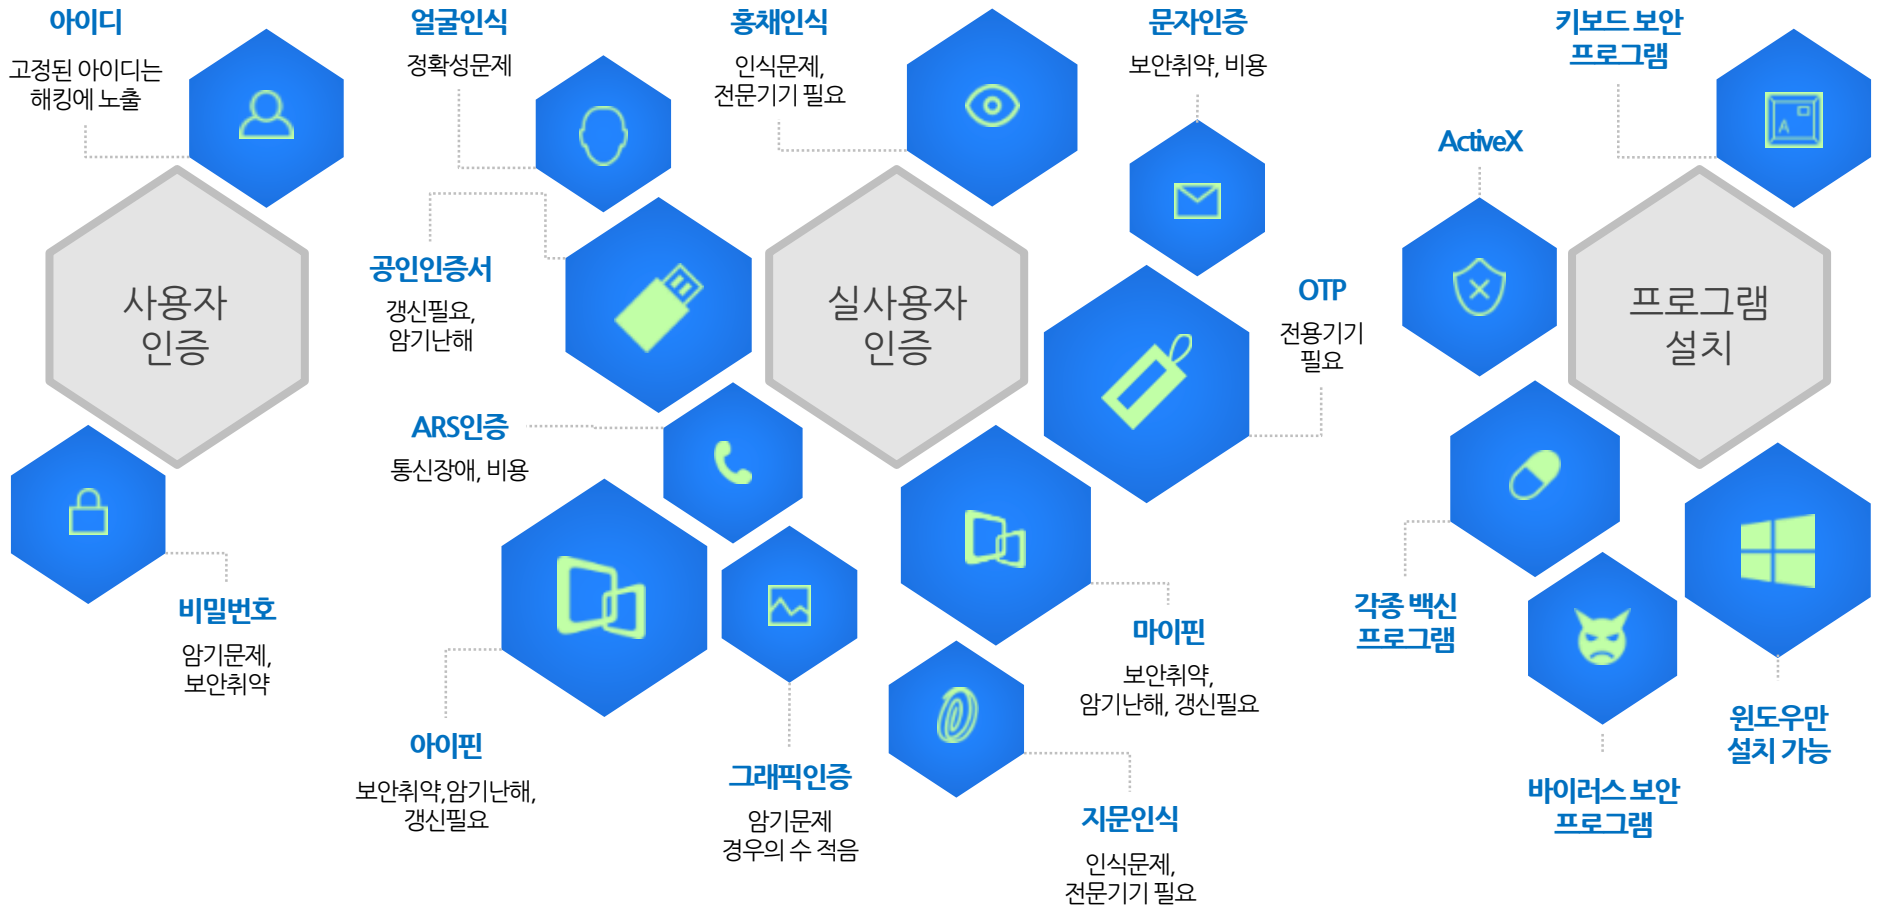 아이디
고정된 아이디는
해킹에 노출
사용자
인증
비밀번호
암기문제,
보안취약
얼굴인식
정확성문제
홍채인식
인식문제,
전문기기 필요
문자인증
보안취약, 비용
공인인증서
갱신필요,
암기난해
실사용자
인증
OTP
전용기기
필요
ARS인증
통신장애, 비용
아이핀
보안취약,암기난해,
갱신필요
그래픽인증
암기문제
경우의 수 적음
마이핀
보안취약,
암기난해, 갱신필요
지문인식
인식문제,
전문기기 필요
키보드 보안
프로그램
A
ActiveX
프로그램
설치
각종 백신
프로그램
윈도우만
설치 가능
바이러스 보안
프로그램